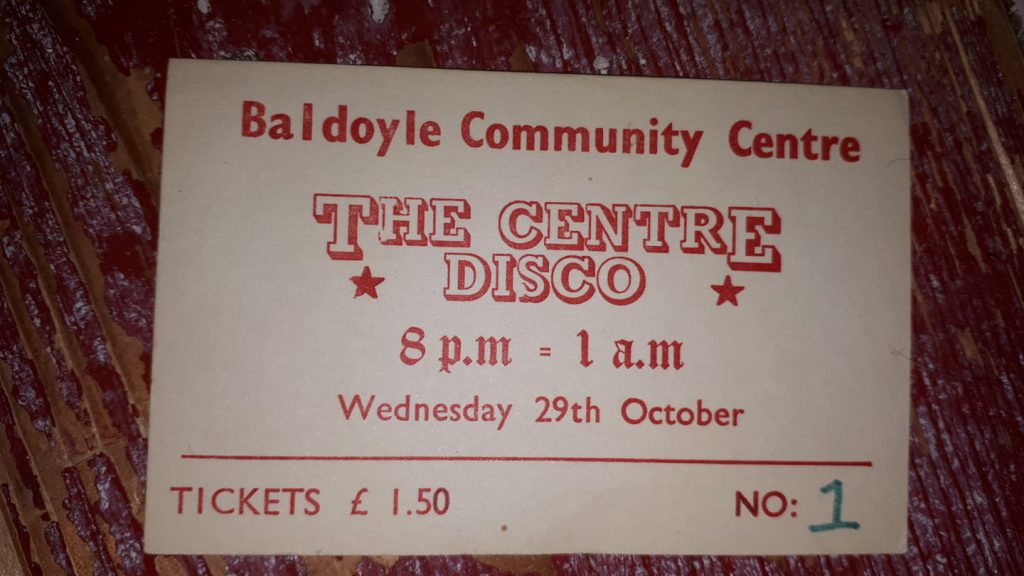 Baldoyle Community Centre
THE CENTRE
DISCO
8 p.m = 1 a.m
Wednesday 29th October
TICKETS £ 1.50 NO: 1